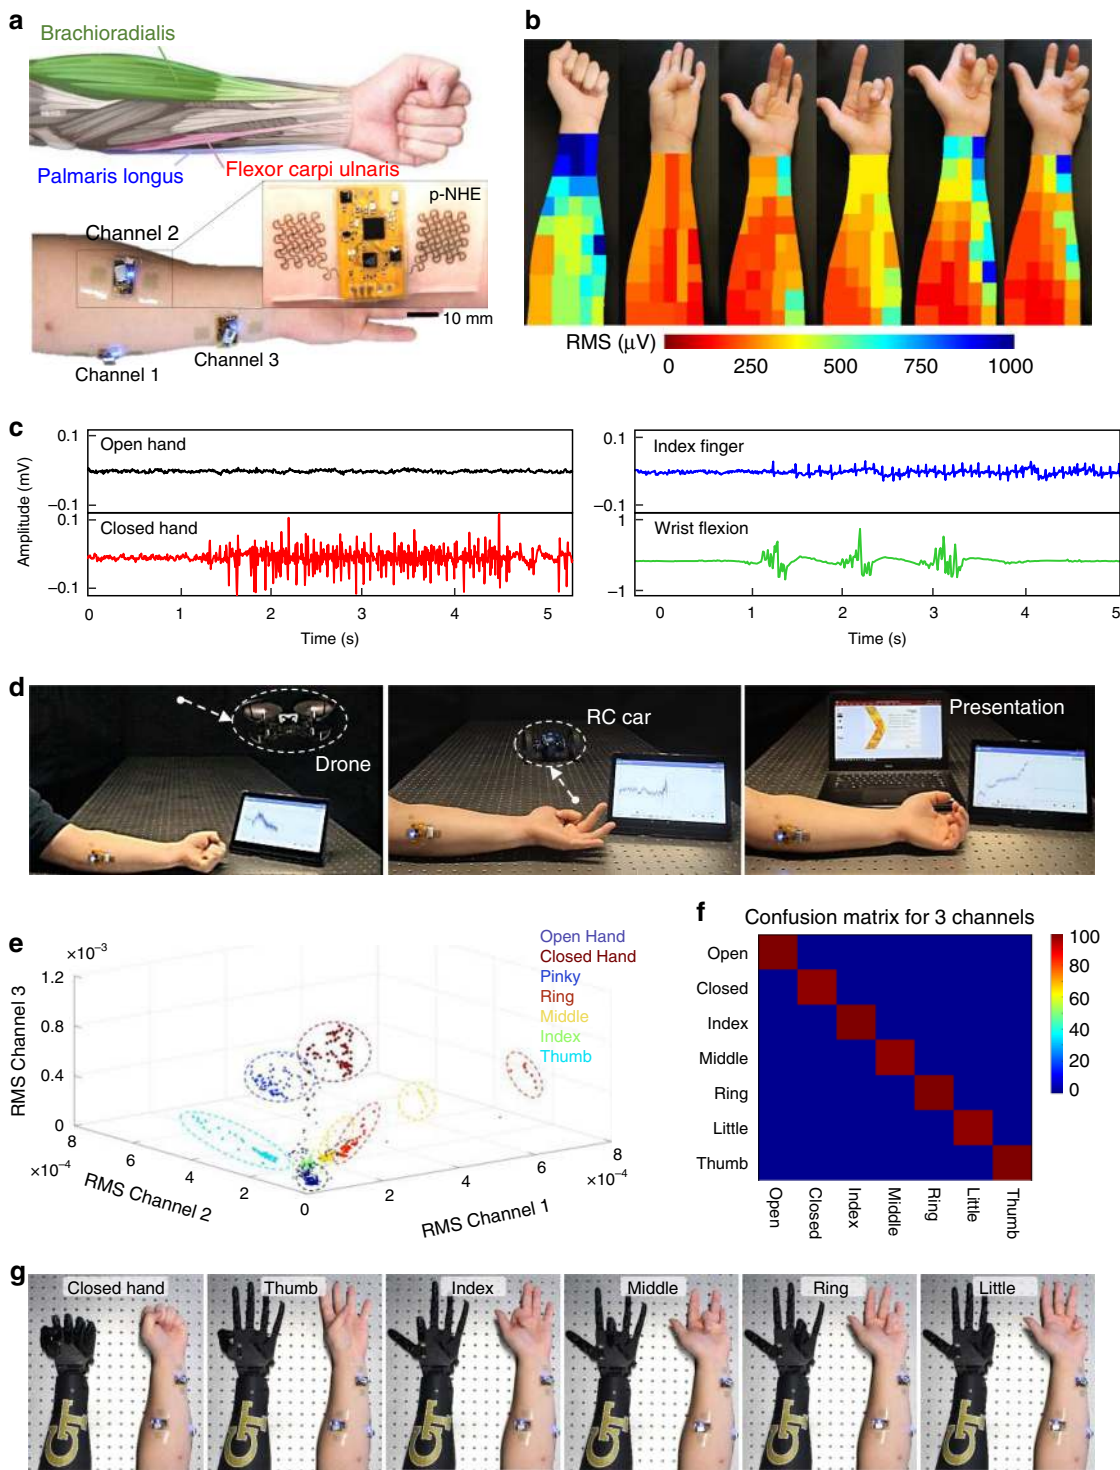 a
Brachioradialis
Palmaris longus
Flexor carpi ulnaris
p-NHE
Channel 2
10 mm
Channel 3
Channel 1
b
RMS (μV)
0 250 500 750 1000
c
0.1
Open hand
–0.1
0.1
Closed hand
–0.1
Amplitude (mV)
0 1 2 3 4 5
Time (s)
0.1
Index finger
–0.1
1
Wrist flexion
–1
0 1 2 3 4 5
Time (s)
d
Drone
RC car
Presentation
e
×10⁻³
1.2
0.8
0.4
0
RMS Channel 3
8
6
4
2
0
×10⁻⁴
RMS Channel 2
2
4
6
8
×10⁻⁴
RMS Channel 1
Open Hand
Closed Hand
Pinky
Ring
Middle
Index
Thumb
f
Confusion matrix for 3 channels
Open
Closed
Index
Middle
Ring
Little
Thumb
Open Closed Index Middle Ring Little Thumb
100
80
60
40
20
0
g
Closed hand
Thumb
Index
Middle
Ring
Little
GT
GT
GT
GT
GT
GT